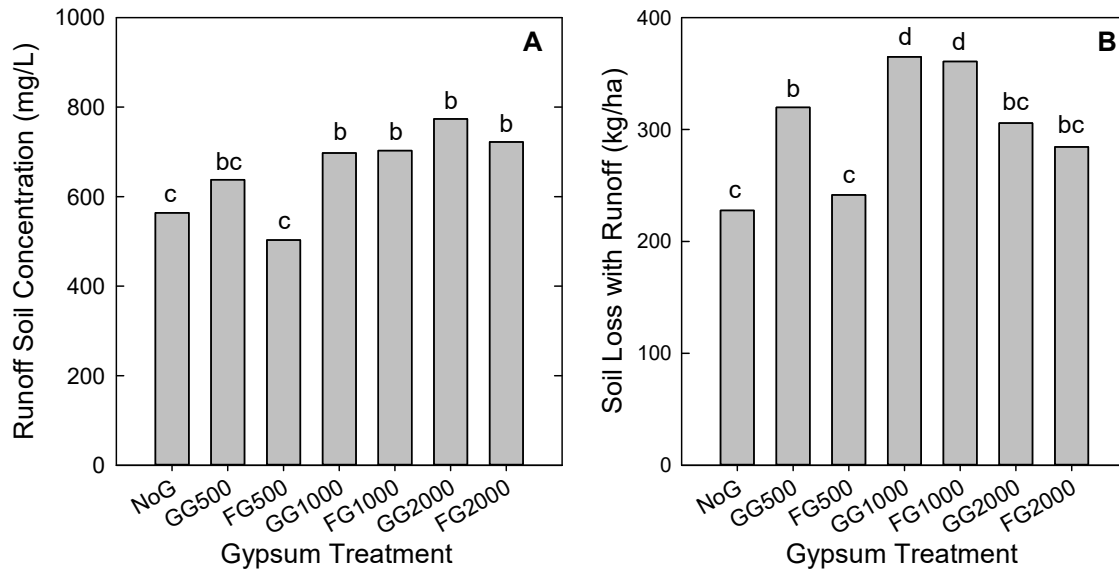 A
Runoff Soil Concentration (mg/L)
1000
800
600
400
200
0
c
bc
c
b
b
b
b
NoG
GG500
FG500
GG1000
FG1000
GG2000
FG2000
Gypsum Treatment
B
Soil Loss with Runoff (kg/ha)
400
300
200
100
0
c
b
c
d
d
bc
bc
NoG
GG500
FG500
GG1000
FG1000
GG2000
FG2000
Gypsum Treatment